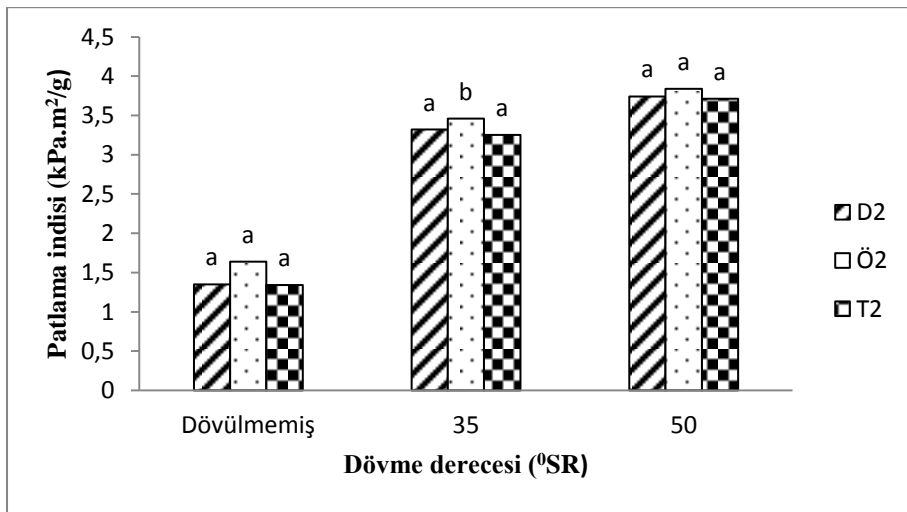 4,5
4
3,5
3
2,5
2
1,5
1
0,5
0
Patlama indisi (kPa.m²/g)
a a a
a b a
a a a
Dövülmemiş 35 50
Dövme derecesi (⁰SR)
D2
Ö2
T2